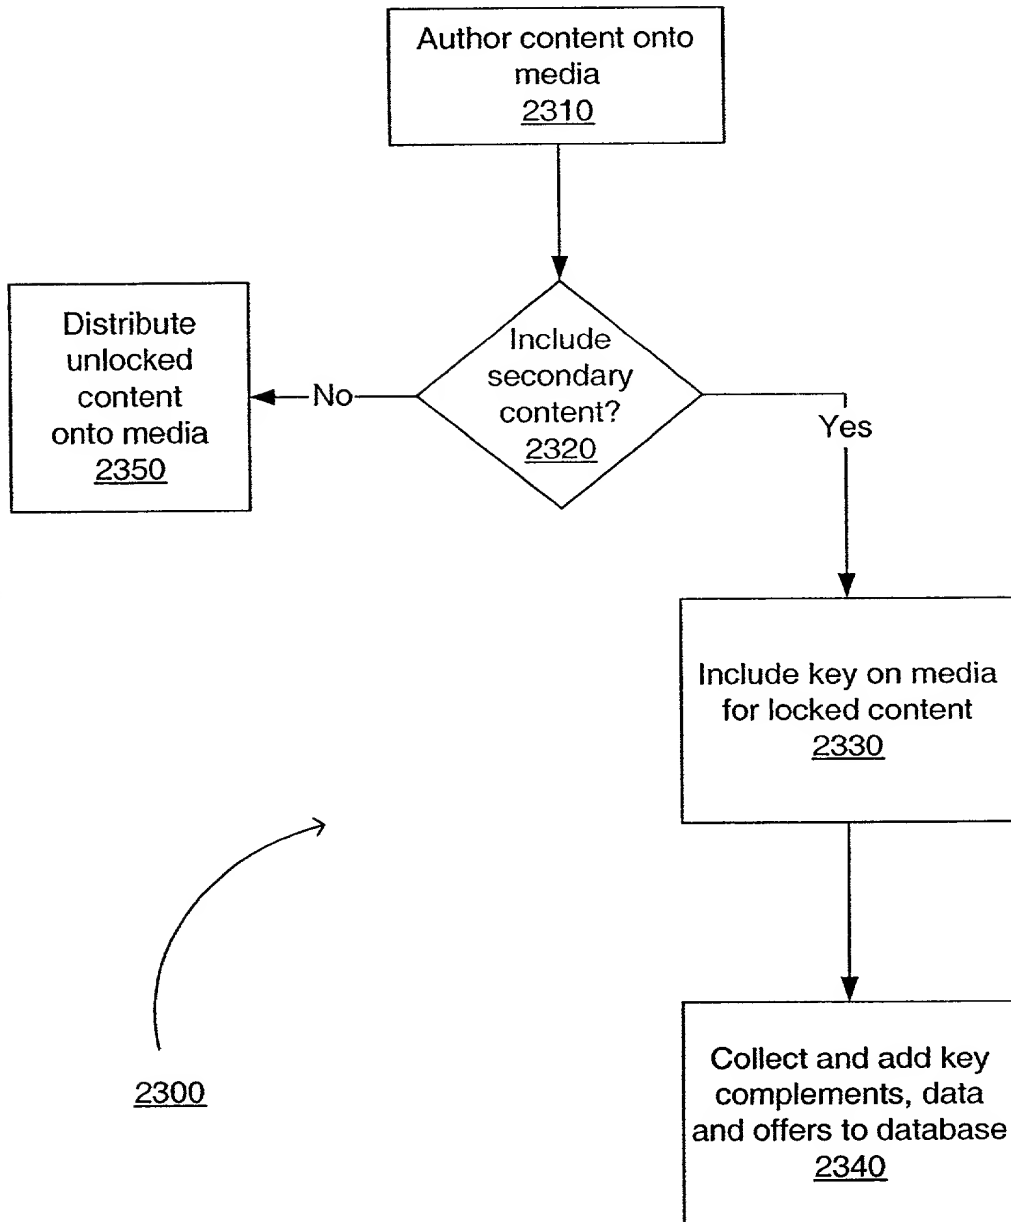 Author content onto
media
2310
Include
secondary
content?
2320
No
Yes
Distribute
unlocked
content
onto media
2350
Include key on media
for locked content
2330
Collect and add key
complements, data
and offers to database
2340
2300